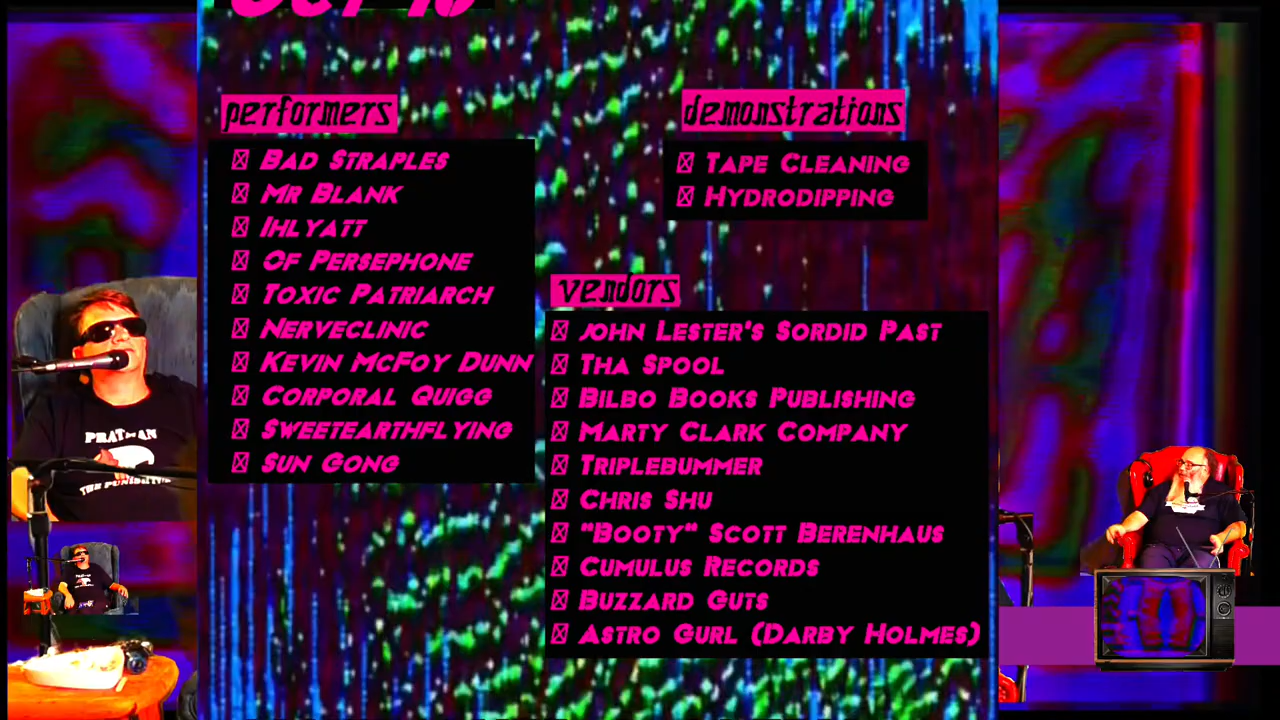 OCT 10
performers
BAD STRAPLES
MR BLANK
IHLYATT
OF PERSEPHONE
TOXIC PATRIARCH
NERVECLINIC
KEVIN MCFOY DUNN
CORPORAL QUIGG
SWEETEARTHFLYING
SUN GONG
demonstrations
TAPE CLEANING
HYDRODIPPING
vendors
JOHN LESTER'S SORDID PAST
THA SPOOL
BILBO BOOKS PUBLISHING
MARTY CLARK COMPANY
TRIPLEBUMMER
CHRIS SHU
"BOOTY" SCOTT BERENHAUS
CUMULUS RECORDS
BUZZARD GUTS
ASTRO GURL (DARBY HOLMES)